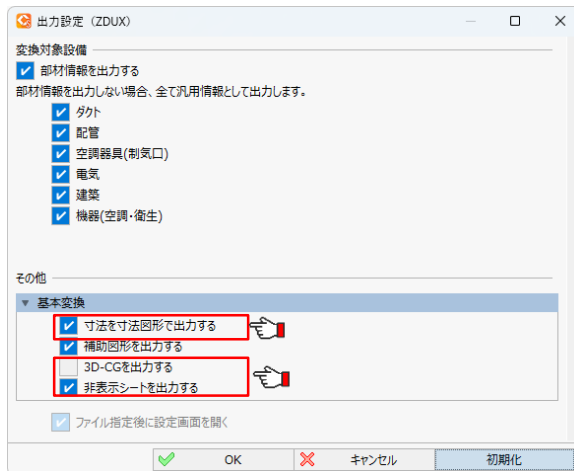 出力設定（ZDUX）
変換対象設備
部材情報を出力する
部材情報を出力しない場合、全て汎用情報として出力します。
ダクト
配管
空調器具(制気口)
電気
建築
機器(空調・衛生)
その他
基本変換
寸法を寸法図形で出力する
補助図形を出力する
3D-CGを出力する
非表示シートを出力する
ファイル指定後に設定画面を開く
OK キャンセル 初期化